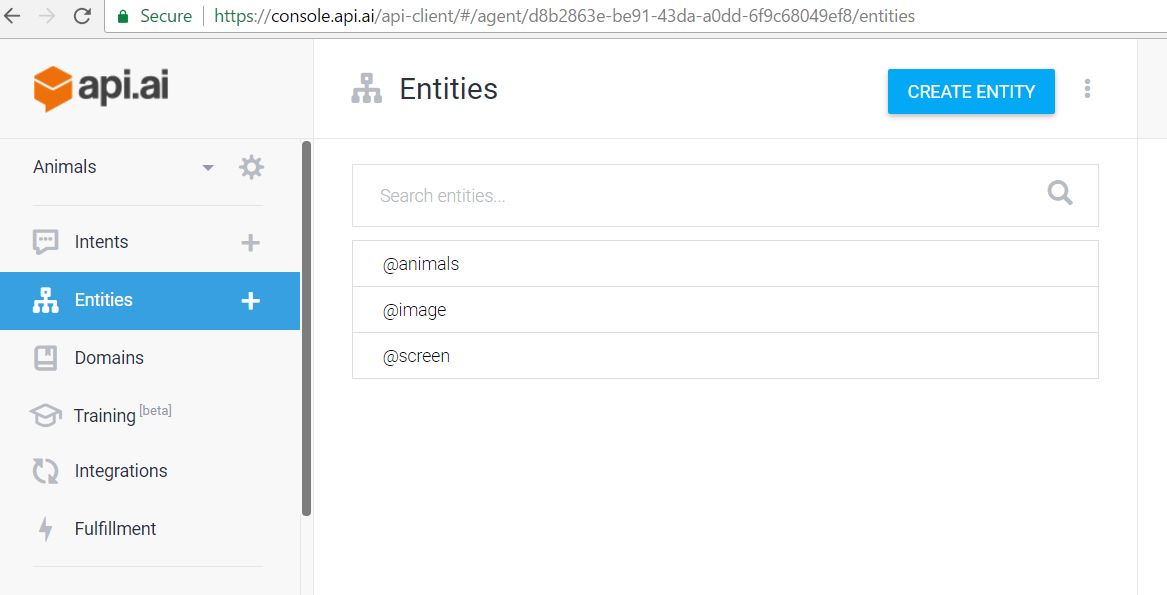 Secure https://console.api.ai/api-client/#/agent/d8b2863e-be91-43da-a0dd-6f9c68049ef8/entities
api.ai
Entities
CREATE ENTITY
Animals
Search entities...
Intents
@animals
Entities
@image
Domains
@screen
Training [beta]
Integrations
Fulfillment